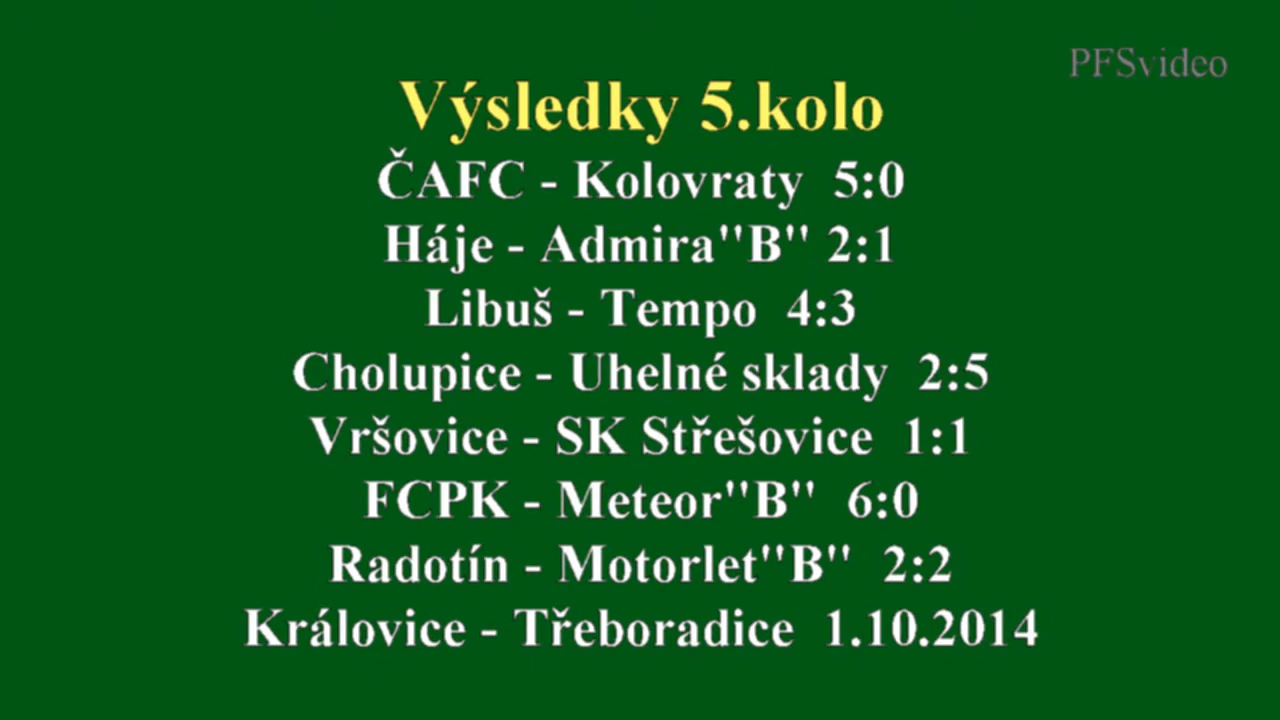 PFSvideo
Výsledky 5.kolo
ČAFC - Kolovraty 5:0
Háje - Admira"B" 2:1
Libuš - Tempo 4:3
Cholupice - Uhelné sklady 2:5
Vršovice - SK Střešovice 1:1
FCPK - Meteor"B" 6:0
Radotín - Motorlet"B" 2:2
Královice - Třeboradice 1.10.2014